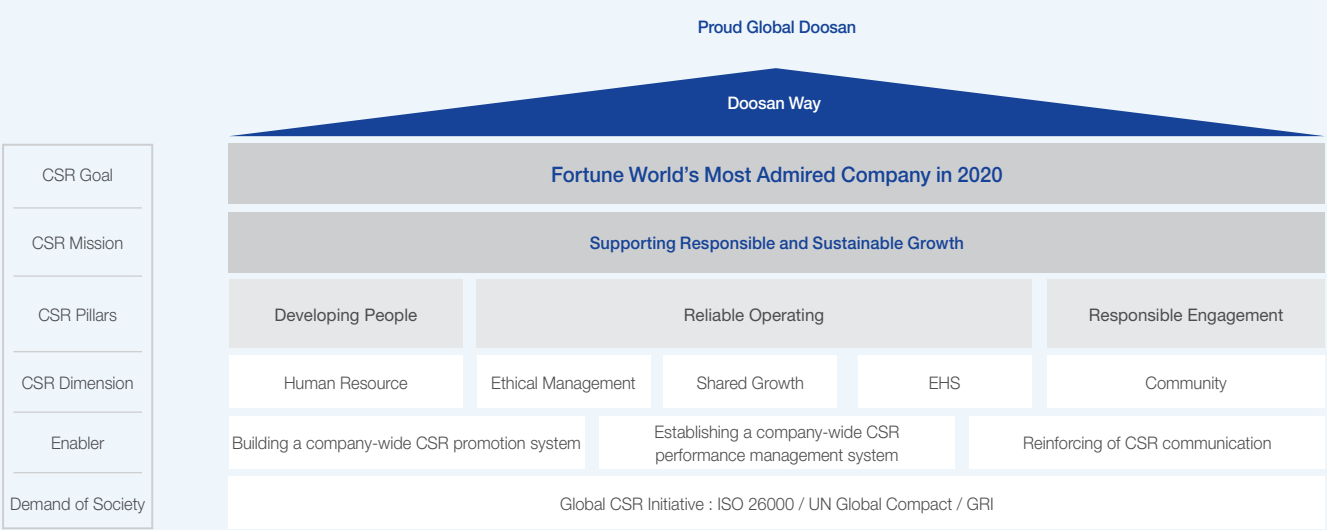 Proud Global Doosan
Doosan Way
CSR Goal
Fortune World's Most Admired Company in 2020
CSR Mission
Supporting Responsible and Sustainable Growth
CSR Pillars
Developing People
Reliable Operating
Responsible Engagement
CSR Dimension
Human Resource
Ethical Management
Shared Growth
EHS
Community
Enabler
Building a company-wide CSR promotion system
Establishing a company-wide CSR
performance management system
Reinforcing of CSR communication
Demand of Society
Global CSR Initiative : ISO 26000 / UN Global Compact / GRI